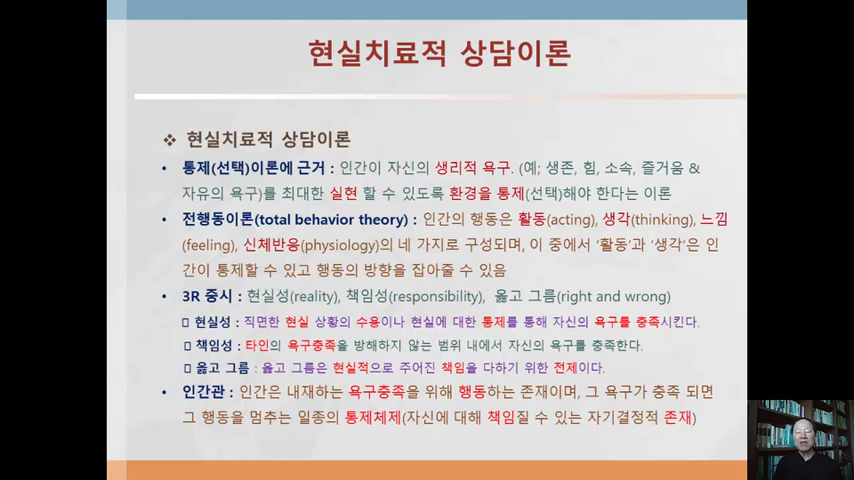 현실치료적 상담이론
❖ 현실치료적 상담이론
• 통제(선택)이론에 근거 : 인간이 자신의 생리적 욕구. (예; 생존, 힘, 소속, 즐거움 &
자유의 욕구)를 최대한 실현 할 수 있도록 환경을 통제(선택)해야 한다는 이론
• 전행동이론(total behavior theory) : 인간의 행동은 활동(acting), 생각(thinking), 느낌
(feeling), 신체반응(physiology)의 네 가지로 구성되며, 이 중에서 '활동'과 '생각'은 인
간이 통제할 수 있고 행동의 방향을 잡아줄 수 있음
• 3R 중시 : 현실성(reality), 책임성(responsibility), 옳고 그름(right and wrong)
▯ 현실성 : 직면한 현실 상황의 수용이나 현실에 대한 통제를 통해 자신의 욕구를 충족시킨다.
▯ 책임성 : 타인의 욕구충족을 방해하지 않는 범위 내에서 자신의 욕구를 충족한다.
▯ 옳고 그름 : 옳고 그름은 현실적으로 주어진 책임을 다하기 위한 전제이다.
• 인간관 : 인간은 내재하는 욕구충족을 위해 행동하는 존재이며, 그 욕구가 충족 되면
그 행동을 멈추는 일종의 통제체제(자신에 대해 책임질 수 있는 자기결정적 존재)